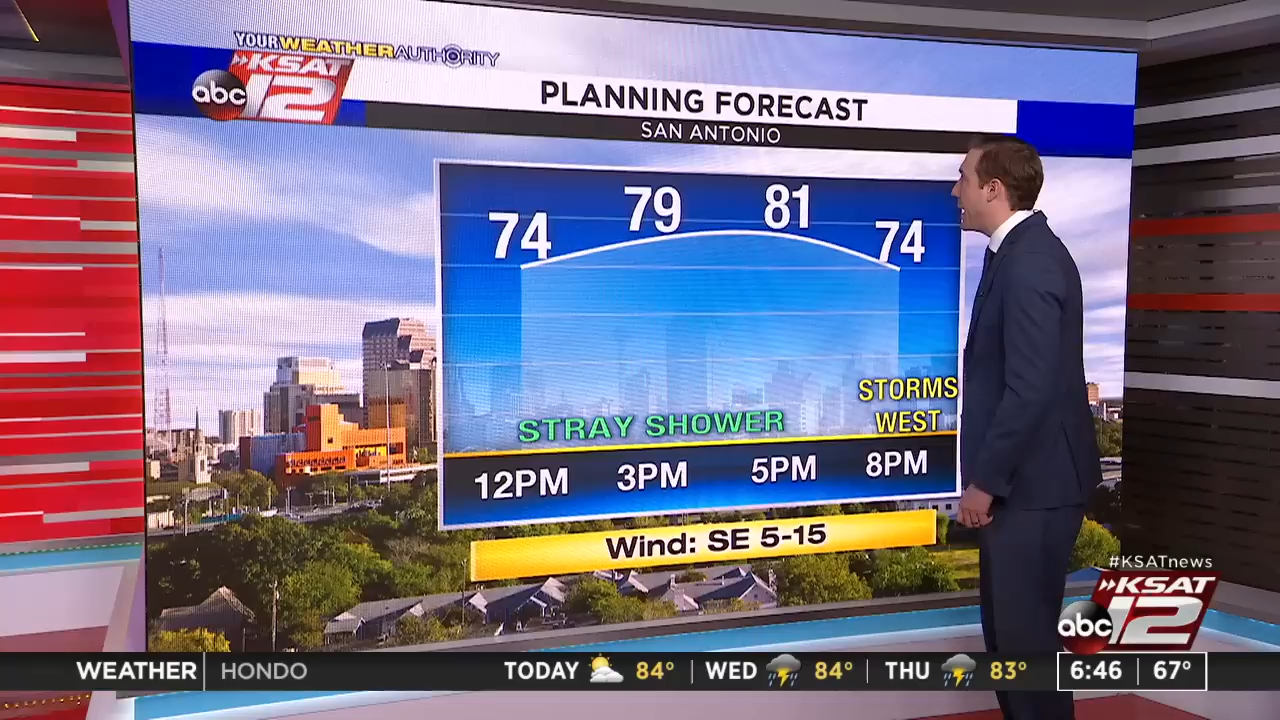 YOUR WEATHER AUTHORITY
abc KSAT 12
PLANNING FORECAST
SAN ANTONIO
74 79 81 74
STRAY SHOWER
STORMS WEST
12PM 3PM 5PM 8PM
Wind: SE 5-15
#KSATnews
abc KSAT 12
WEATHER HONDO TODAY 84° WED 84° THU 83° 6:46 67°